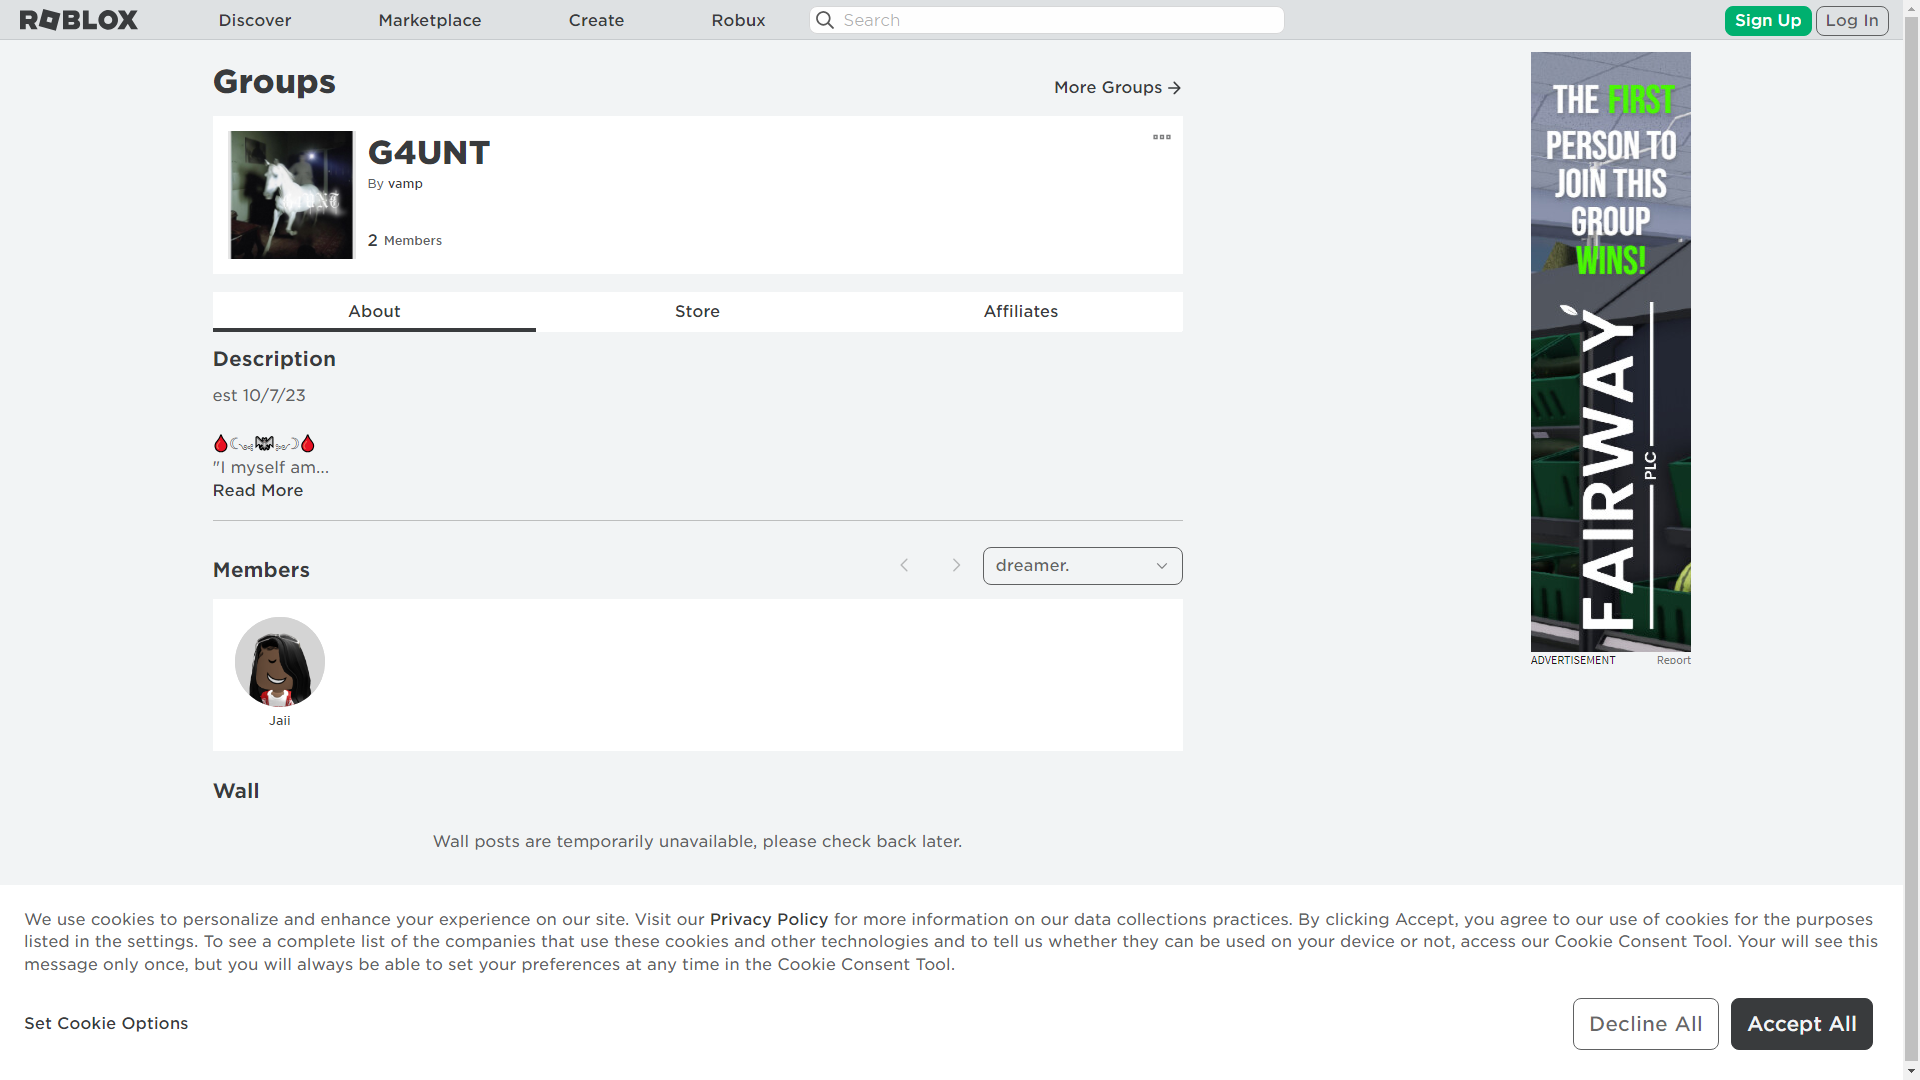 ROBLOX
Discover
Marketplace
Create
Robux
Search
Sign Up
Log In
Groups
More Groups →
G4UNT
By vamp
2 Members
About
Store
Affiliates
Description
est 10/7/23
"I myself am...
Read More
Members
dreamer.
Jaii
Wall
Wall posts are temporarily unavailable, please check back later.
THE FIRST
PERSON TO
JOIN THIS
GROUP
WINS!
FAIRWAY
PLC
ADVERTISEMENT
Report
We use cookies to personalize and enhance your experience on our site. Visit our Privacy Policy for more information on our data collections practices. By clicking Accept, you agree to our use of cookies for the purposes
listed in the settings. To see a complete list of the companies that use these cookies and other technologies and to tell us whether they can be used on your device or not, access our Cookie Consent Tool. Your will see this
message only once, but you will always be able to set your preferences at any time in the Cookie Consent Tool.
Set Cookie Options
Decline All
Accept All